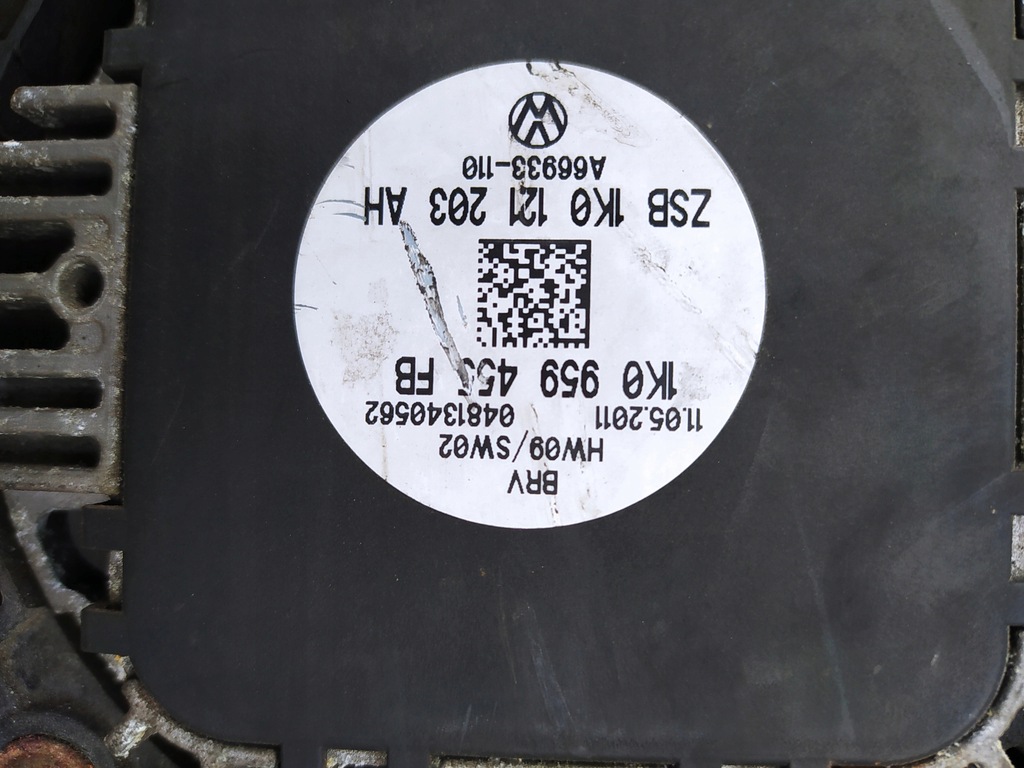 BRV
HW09/SW02
11.05.2011 0481340562
1K0 959 455 FB
ZSB 1K0 121 203 AH
A66933-110